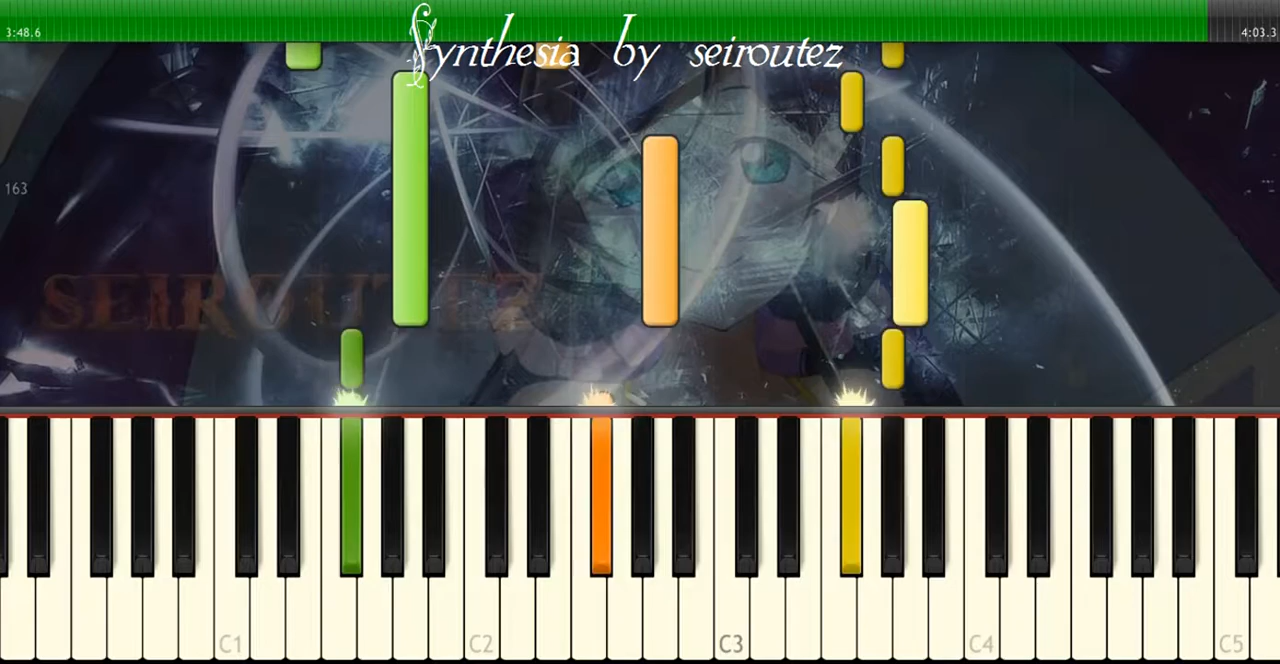 Synthesia by seiroutez
3:48.6
4:03.3
163
SEIROUTEZ
C1 C2 C3 C4 C5